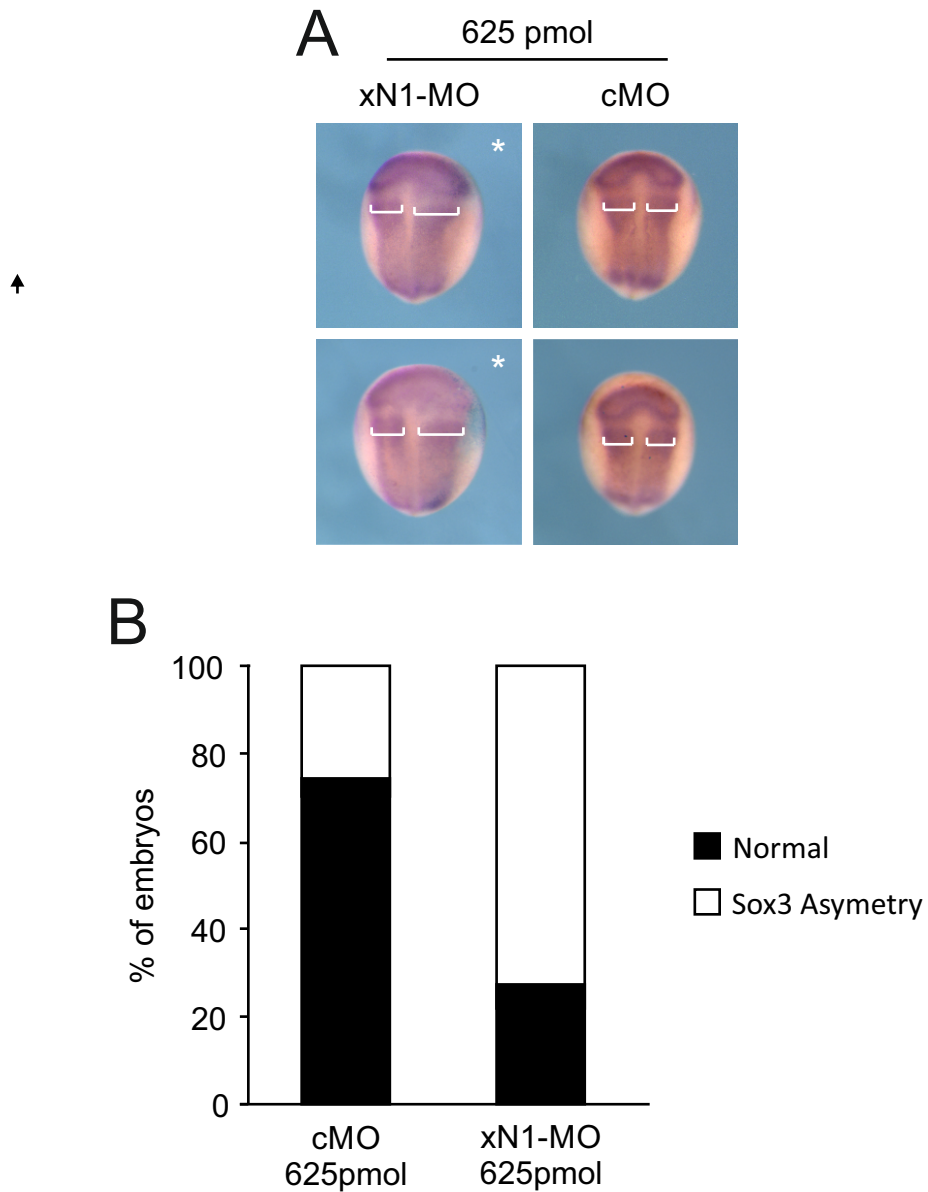 A
625 pmol
xN1-MO cMO
*
*
B
100
80
60
40
20
0
% of embryos
cMO
625pmol
xN1-MO
625pmol
Normal
Sox3 Asymetry